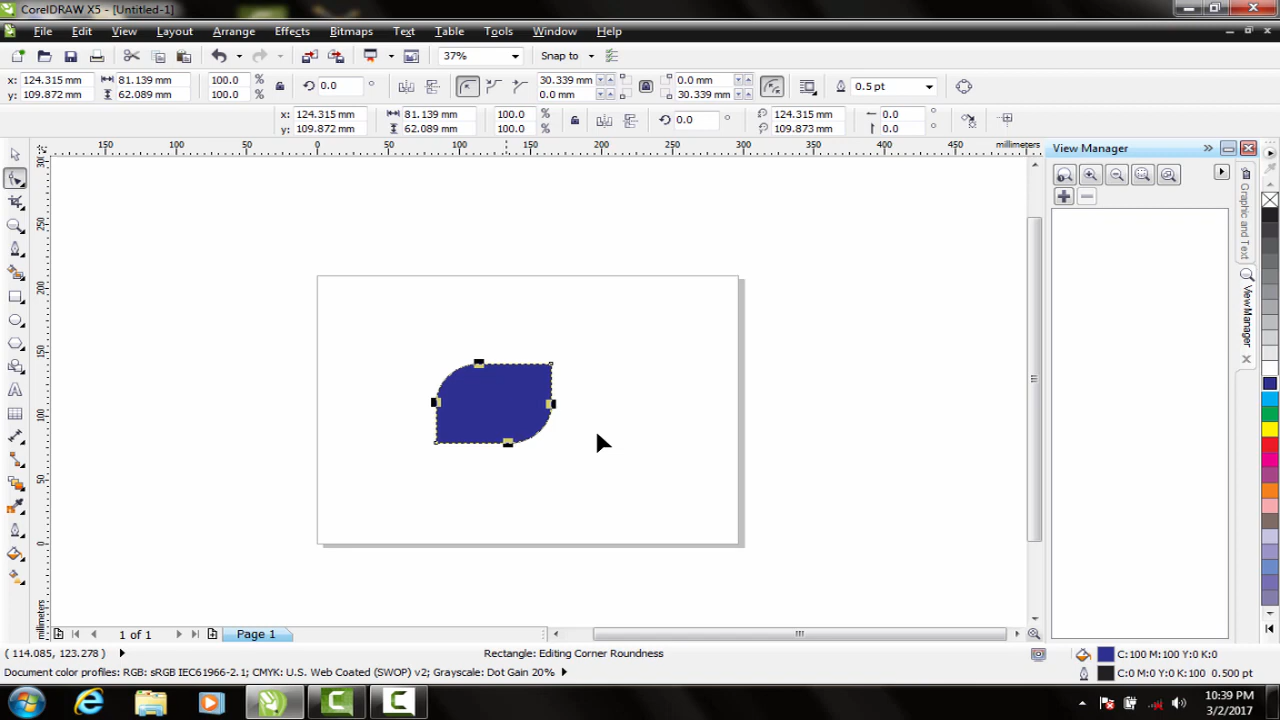 CorelDRAW X5 - [Untitled-1]
File Edit View Layout Arrange Effects Bitmaps Text Table Tools Window Help
37% Snap to
x: 124.315 mm 81.139 mm 100.0 % 0.0 ° 30.339 mm 0.0 mm 0.5 pt
y: 109.872 mm 62.089 mm 100.0 % 0.0 mm 30.339 mm
x: 124.315 mm 81.139 mm 100.0 % 0.0 ° 124.315 mm 0.0 °
y: 109.872 mm 62.089 mm 100.0 % 109.873 mm 0.0 °
150 100 50 0 50 100 150 200 250 300 350 400 450 millimeters
View Manager
300
250
200
150
100
50
0
millimeters
Graphic and Text
View Manager
1 of 1 Page 1
( 114.085, 123.278 ) Rectangle: Editing Corner Roundness C:100 M:100 Y:0 K:0
Document color profiles: RGB: sRGB IEC61966-2.1; CMYK: U.S. Web Coated (SWOP) v2; Grayscale: Dot Gain 20% C:0 M:0 Y:0 K:100 0.500 pt
10:39 PM
3/2/2017